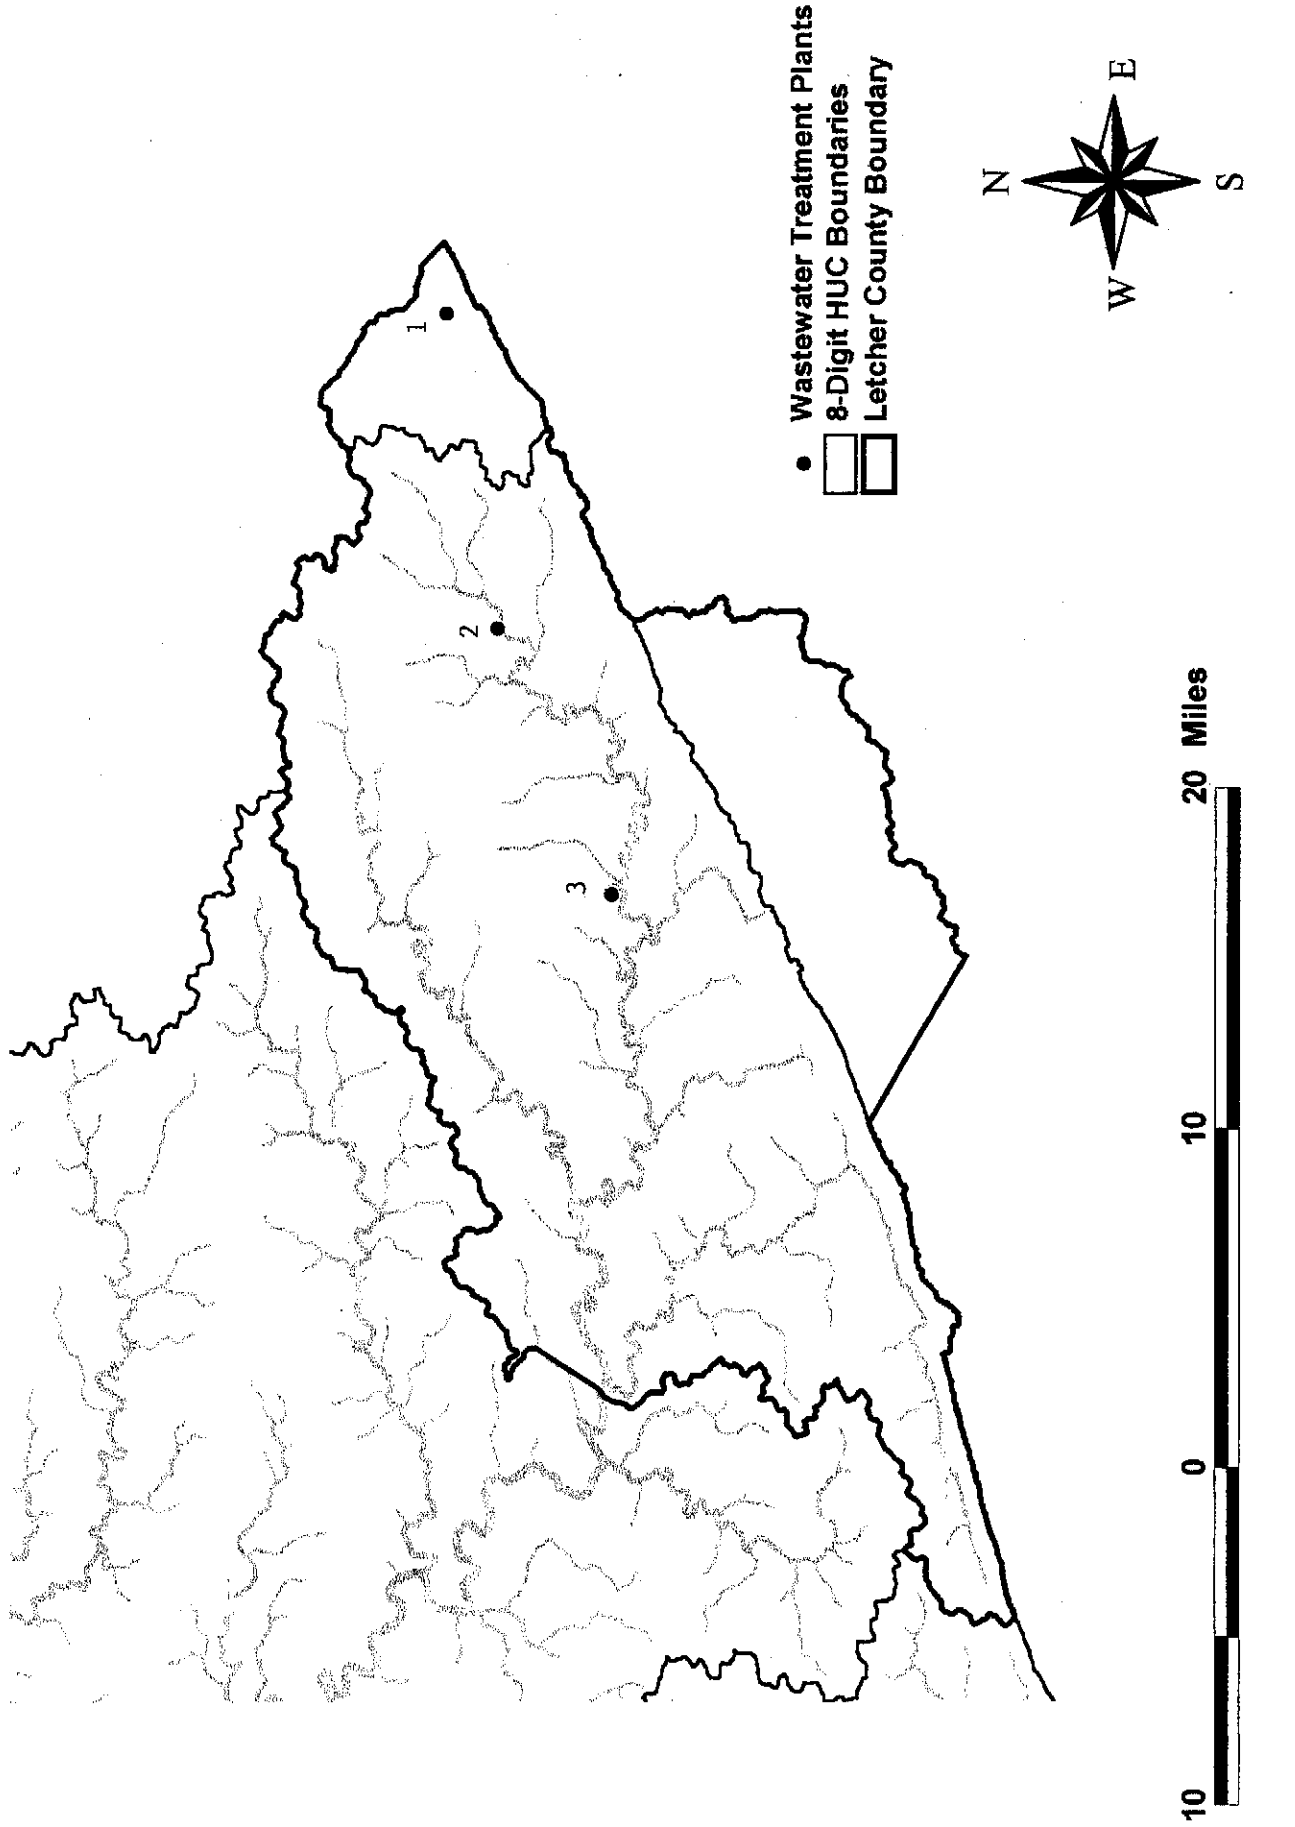 1
2
3
Wastewater Treatment Plants
8-Digit HUC Boundaries
Letcher County Boundary
N
W
E
S
10
0
10
20 Miles